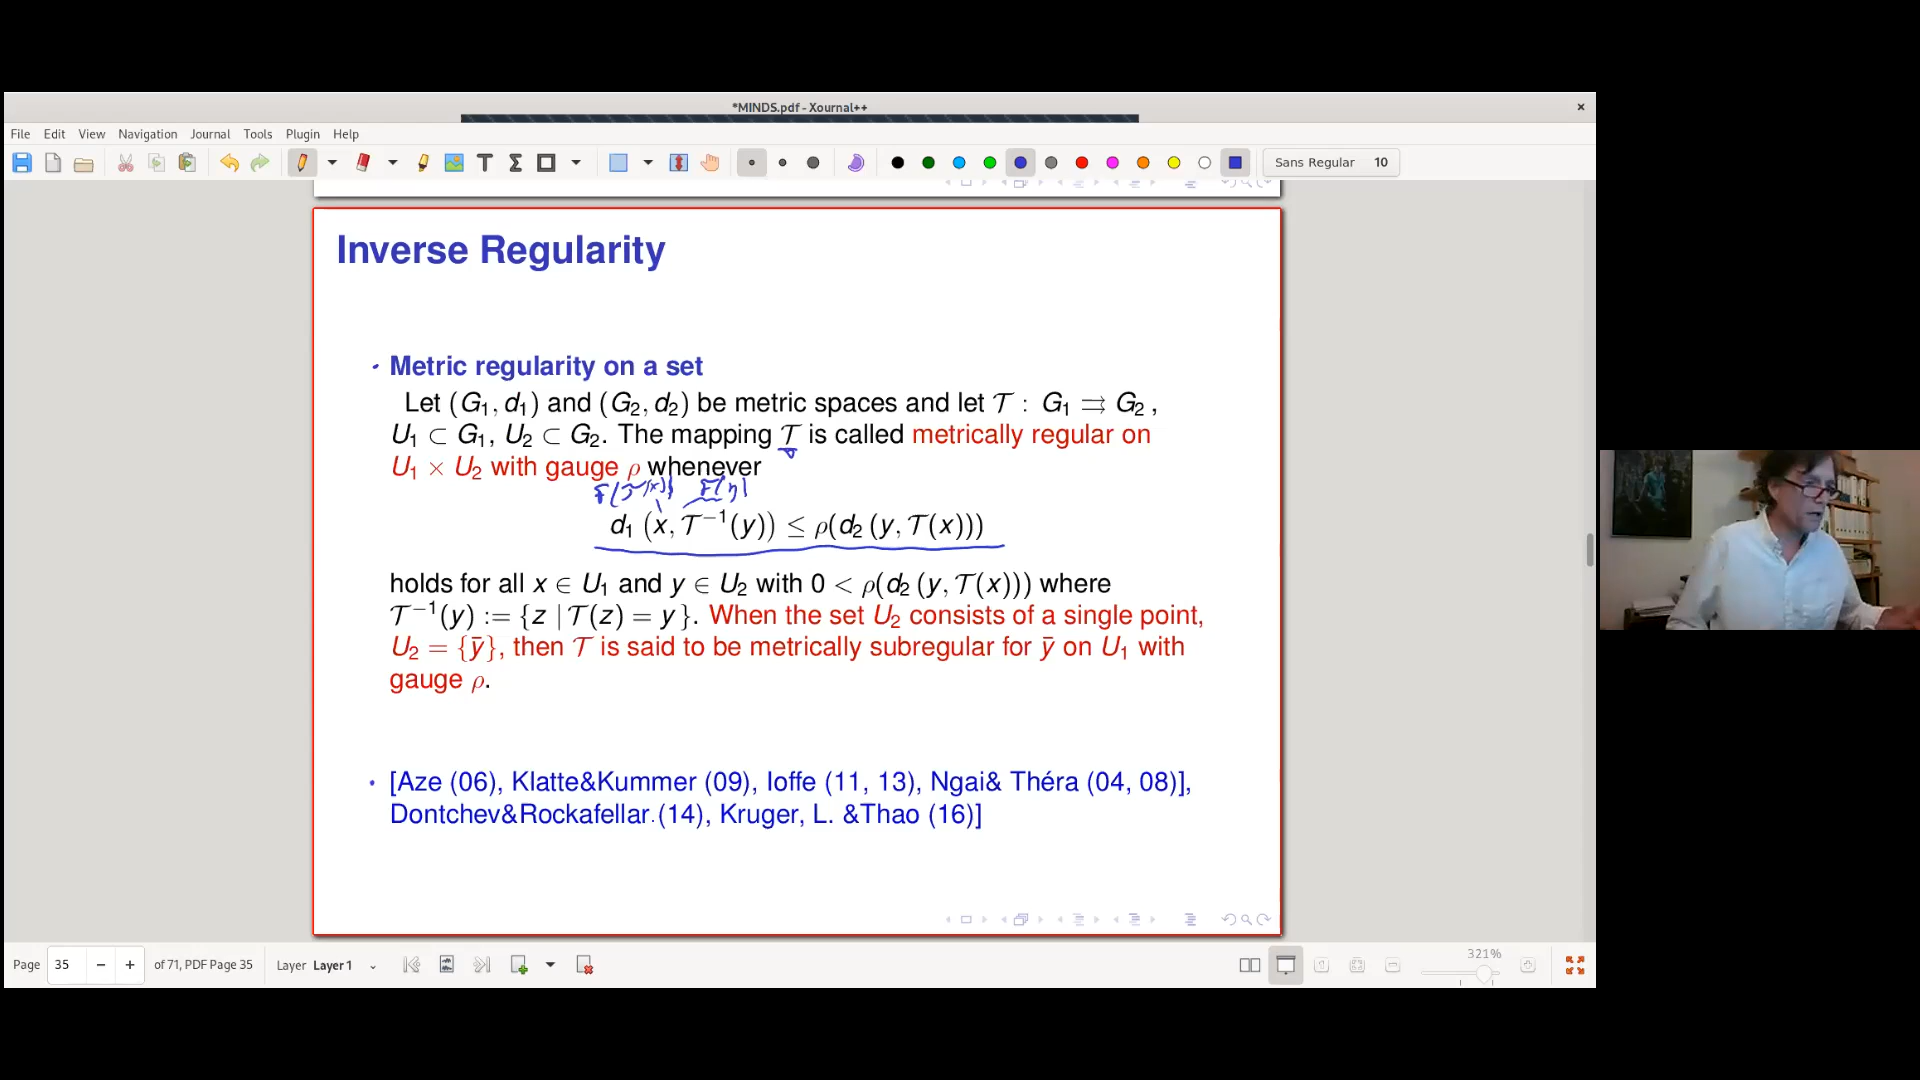 *MINDS.pdf - Xournal++
File Edit View Navigation Journal Tools Plugin Help
Sans Regular 10
Inverse Regularity
Metric regularity on a set
Let (G₁, d₁) and (G₂, d₂) be metric spaces and let 𝒯 : G₁ ⇉ G₂,
U₁ ⊂ G₁, U₂ ⊂ G₂. The mapping 𝒯 is called metrically regular on
U₁ × U₂ with gauge ρ whenever
d₁ (x, 𝒯⁻¹(y)) ≤ ρ(d₂ (y, 𝒯(x)))
holds for all x ∈ U₁ and y ∈ U₂ with 0 < ρ(d₂ (y, 𝒯(x))) where
𝒯⁻¹(y) := {z | 𝒯(z) = y}. When the set U₂ consists of a single point,
U₂ = {ȳ}, then 𝒯 is said to be metrically subregular for ȳ on U₁ with
gauge ρ.
[Aze (06), Klatte&Kummer (09), Ioffe (11, 13), Ngai& Théra (04, 08)],
Dontchev&Rockafellar (14), Kruger, L. &Thao (16)]
Page 35 of 71, PDF Page 35 Layer Layer 1 321%